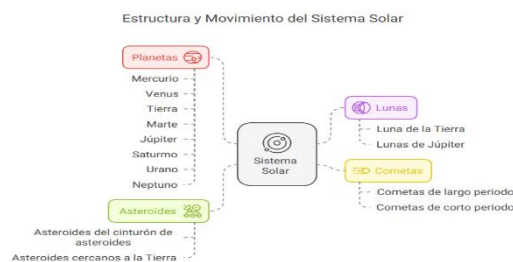 Estructura y Movimiento del Sistema Solar
Planetas
Mercurio
Venus
Tierra
Marte
Júpiter
Saturmo
Urano
Neptuno
Asteroides
Asteroides del cinturón de
asteroides
Asteroides cercanos a la Tierra
Sistema
Solar
Lunas
Luna de la Tierra
Lunas de Júpiter
Cometas
Cometas de largo periodo
Cometas de corto periodo